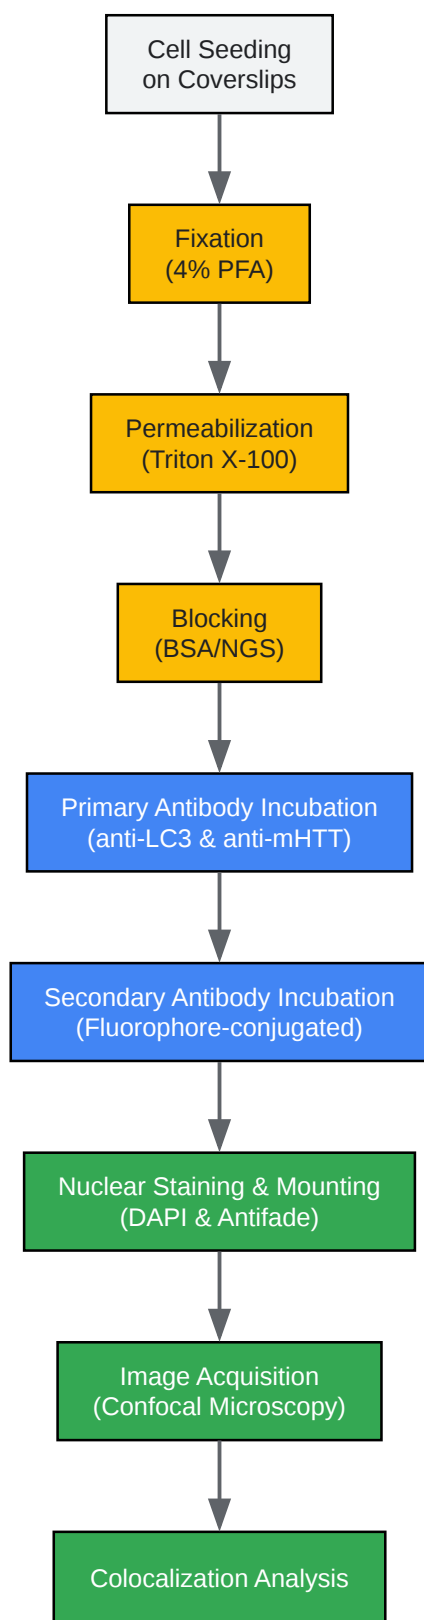 Cell Seeding
on Coverslips
Fixation
(4% PFA)
Permeabilization
(Triton X-100)
Blocking
(BSA/NGS)
Primary Antibody Incubation
(anti-LC3 & anti-mHTT)
Secondary Antibody Incubation
(Fluorophore-conjugated)
Nuclear Staining & Mounting
(DAPI & Antifade)
Image Acquisition
(Confocal Microscopy)
Colocalization Analysis